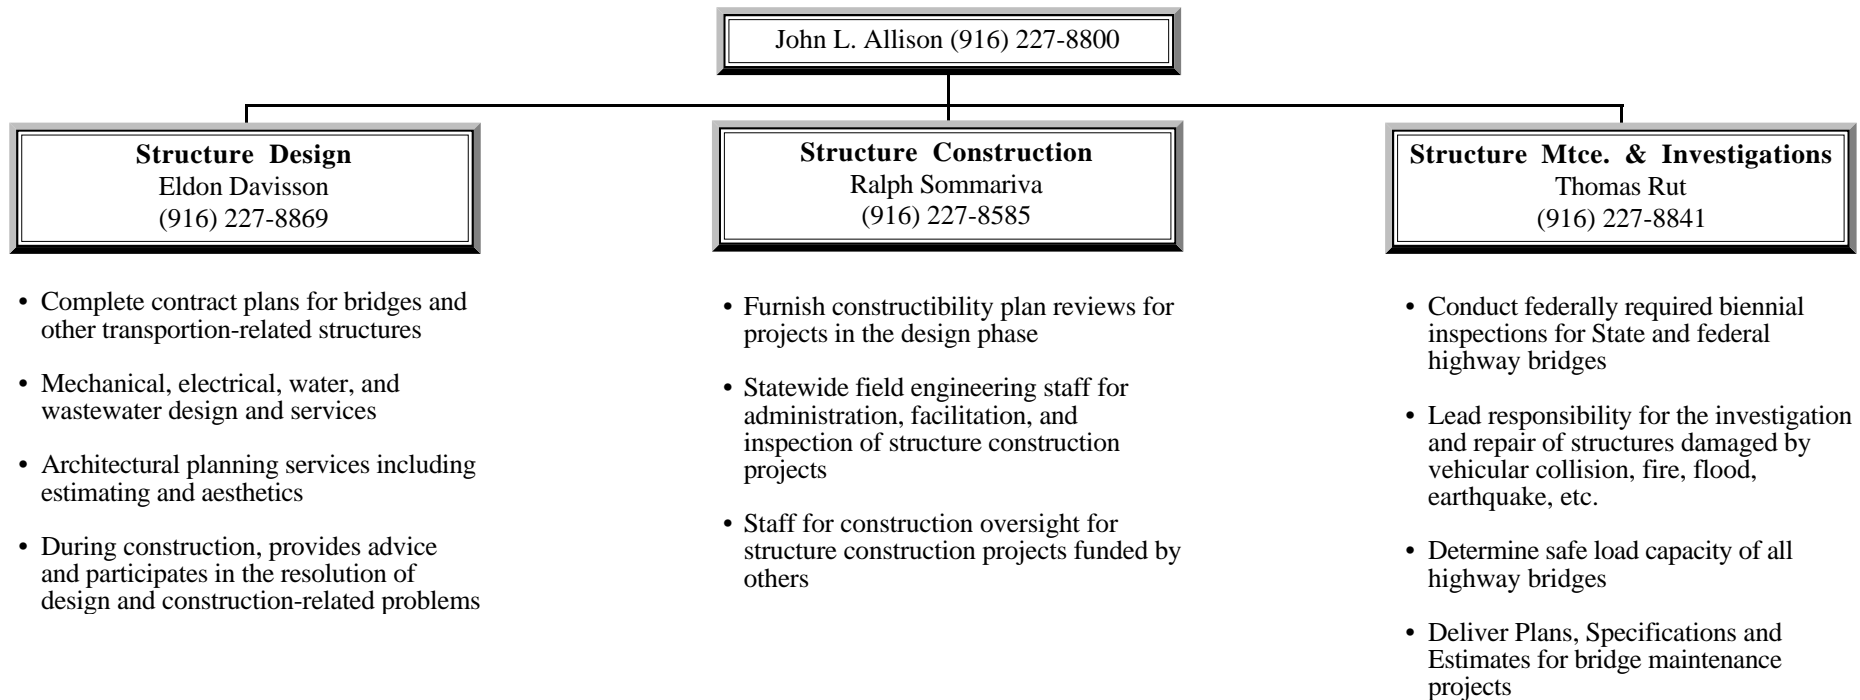 John L. Allison (916) 227-8800
Structure Design
Eldon Davisson
(916) 227-8869
• Complete contract plans for bridges and
other transportion-related structures
• Mechanical, electrical, water, and
wastewater design and services
• Architectural planning services including
estimating and aesthetics
• During construction, provides advice
and participates in the resolution of
design and construction-related problems
Structure Construction
Ralph Sommariva
(916) 227-8585
• Furnish constructibility plan reviews for
projects in the design phase
• Statewide field engineering staff for
administration, facilitation, and
inspection of structure construction
projects
• Staff for construction oversight for
structure construction projects funded by
others
Structure Mtce. & Investigations
Thomas Rut
(916) 227-8841
• Conduct federally required biennial
inspections for State and federal
highway bridges
• Lead responsibility for the investigation
and repair of structures damaged by
vehicular collision, fire, flood,
earthquake, etc.
• Determine safe load capacity of all
highway bridges
• Deliver Plans, Specifications and
Estimates for bridge maintenance
projects